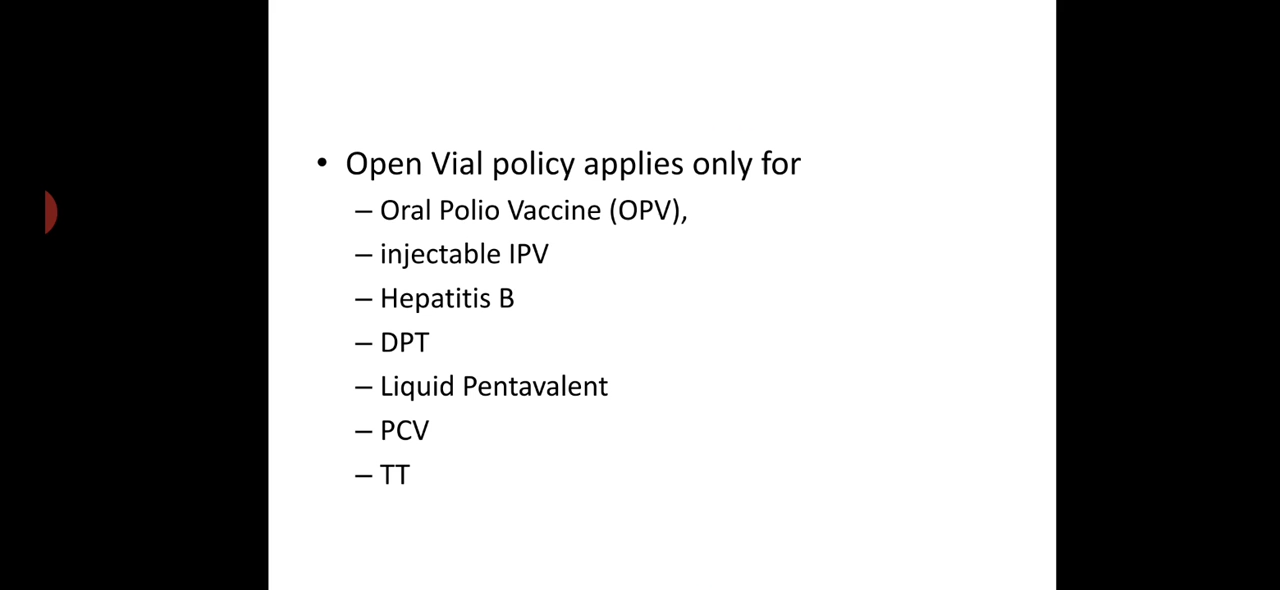 • Open Vial policy applies only for
– Oral Polio Vaccine (OPV),
– injectable IPV
– Hepatitis B
– DPT
– Liquid Pentavalent
– PCV
– TT